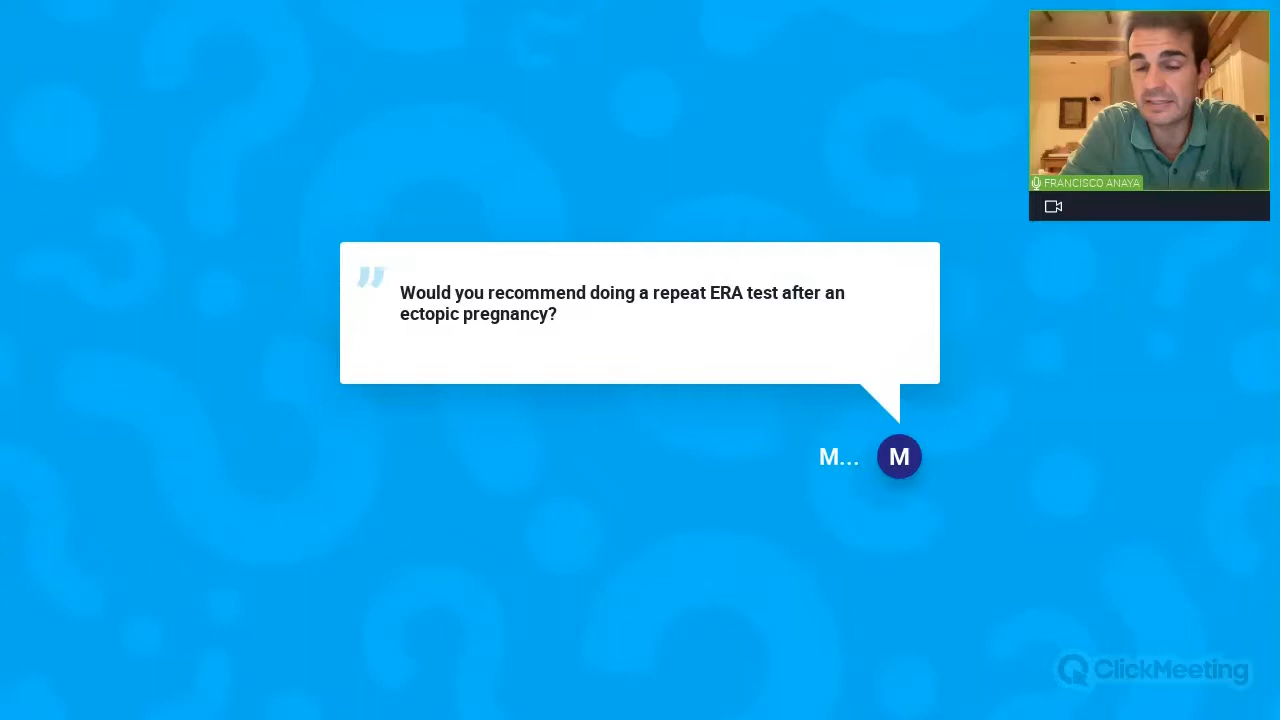 FRANCISCO ANAYA
Would you recommend doing a repeat ERA test after an
ectopic pregnancy?
M... M
ClickMeeting